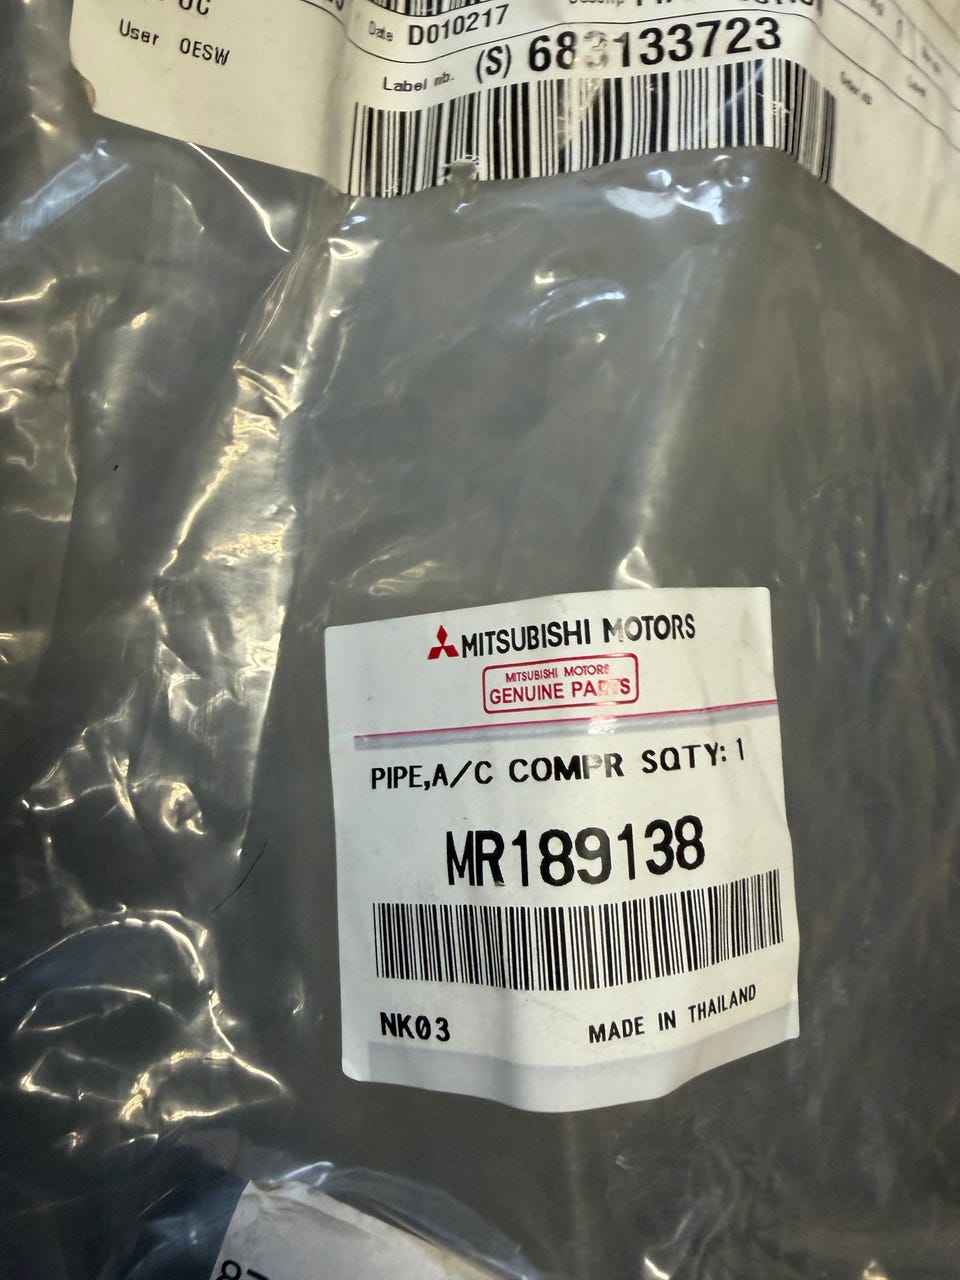 User OESW
Date D010217
Label nb. (S) 683133723
MITSUBISHI MOTORS
MITSUBISHI MOTORS
GENUINE PARTS
PIPE,A/C COMPR SQTY: 1
MR189138
NK03
MADE IN THAILAND